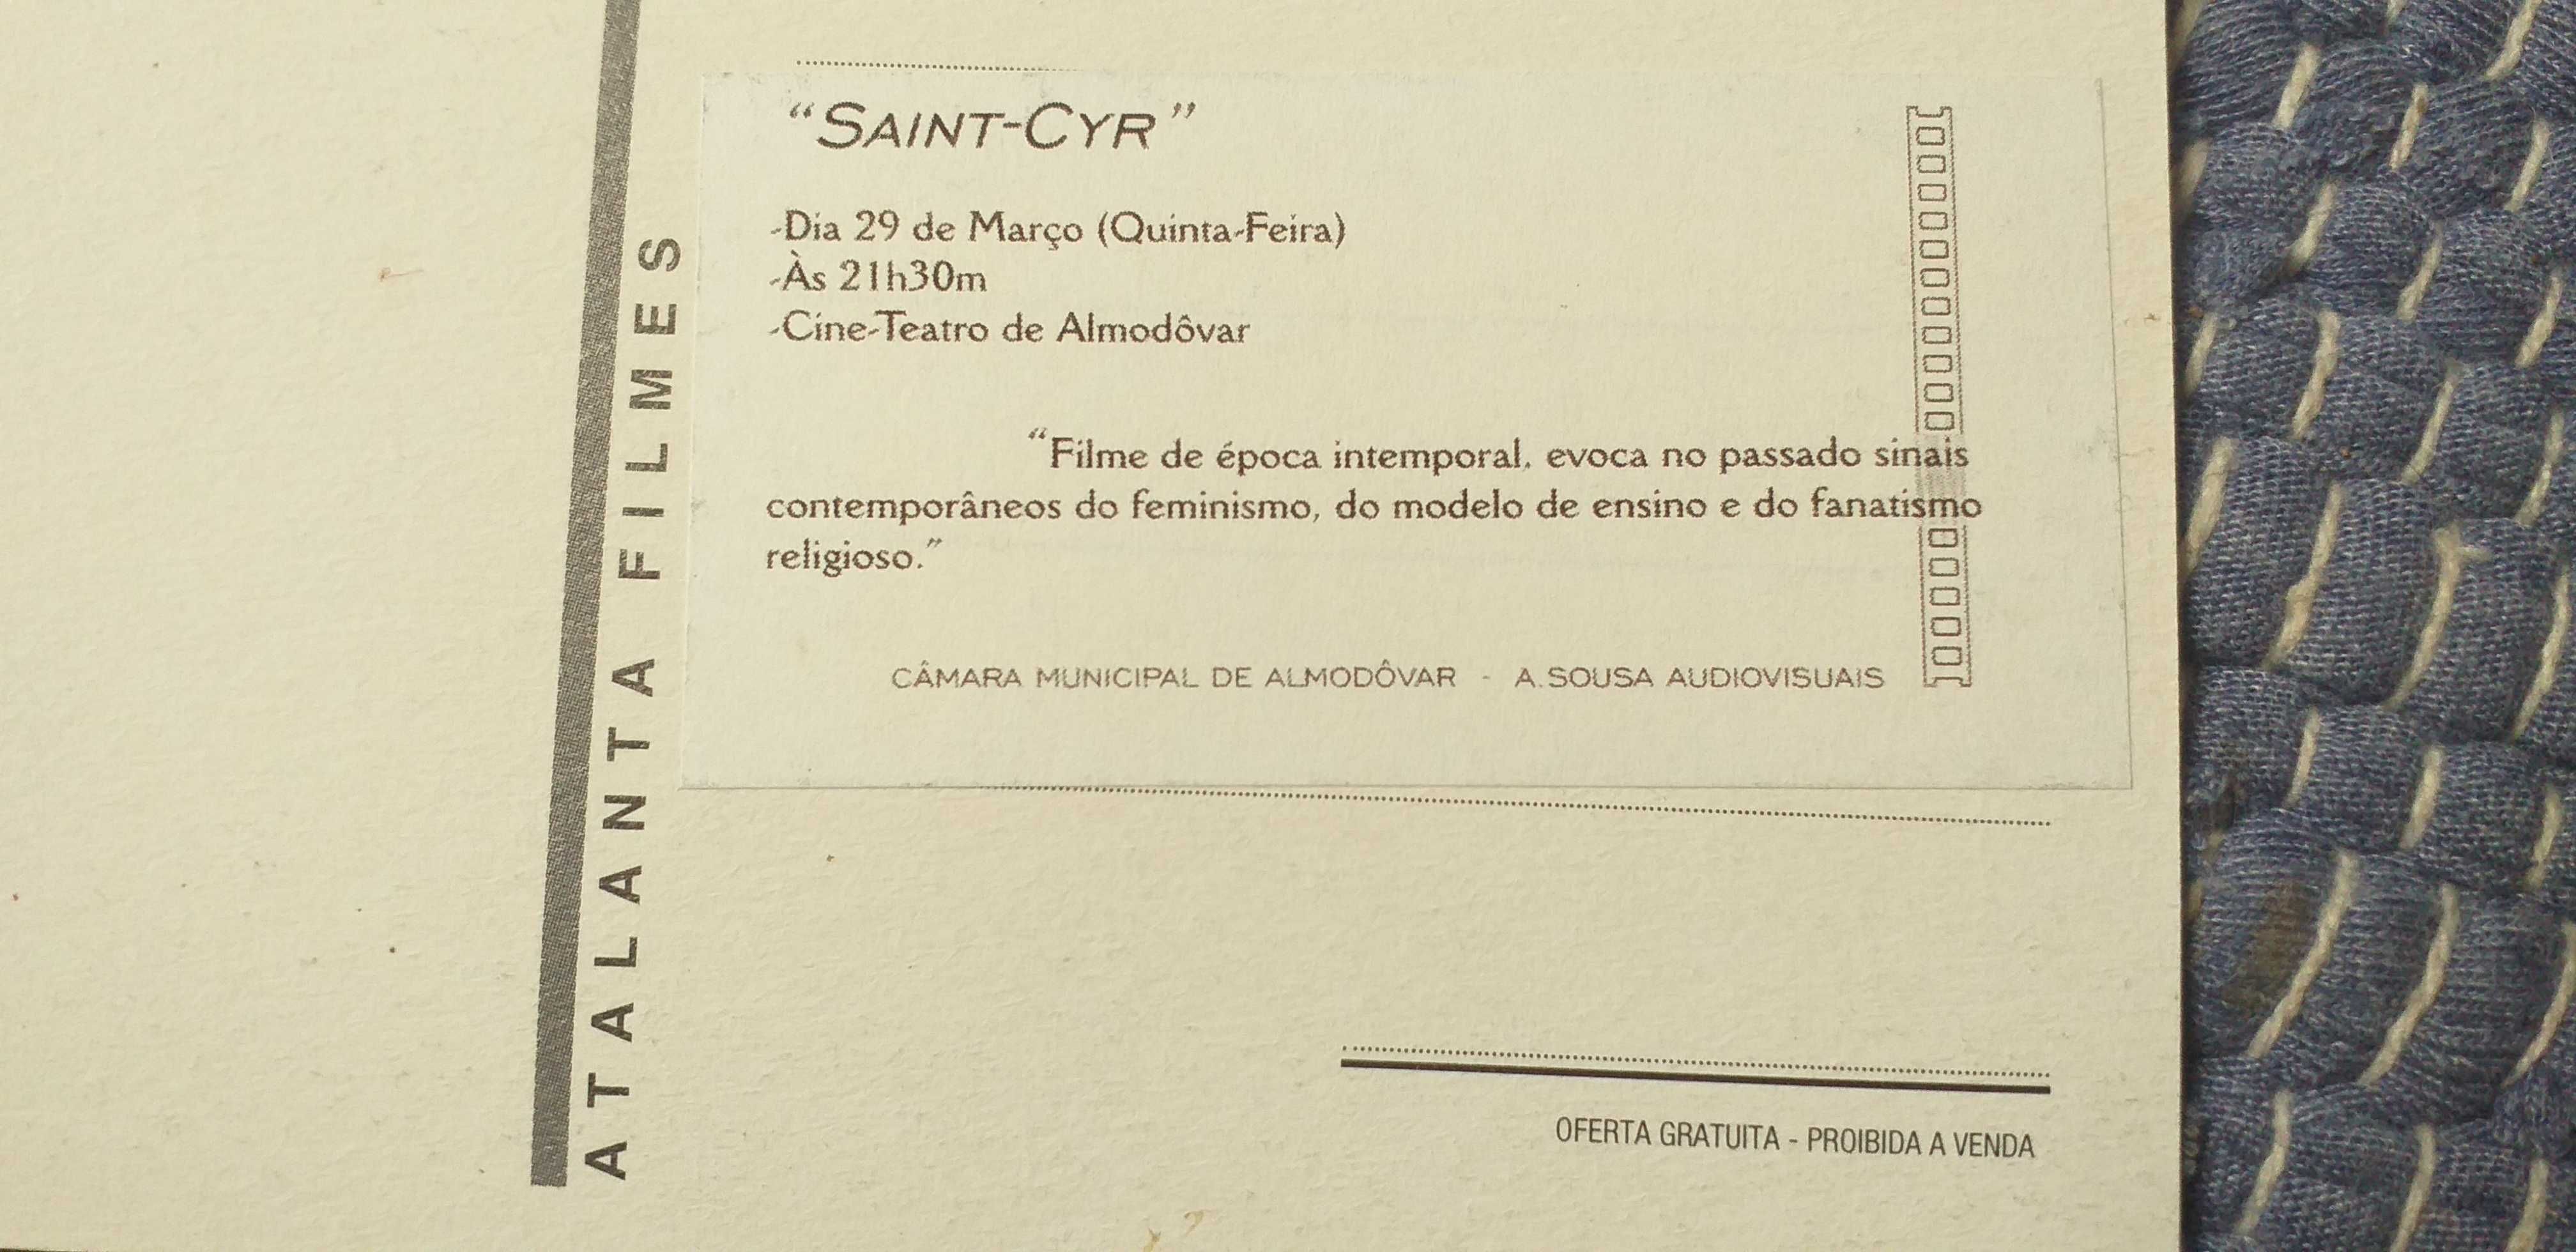 ATALANTA FILMES
“SAINT-CYR”
-Dia 29 de Março (Quinta-Feira)
-Às 21h30m
-Cine-Teatro de Almodôvar
“Filme de época intemporal, evoca no passado sinais
contemporâneos do feminismo, do modelo de ensino e do fanatismo
religioso.”
CÂMARA MUNICIPAL DE ALMODÔVAR - A.SOUSA AUDIOVISUAIS
OFERTA GRATUITA - PROIBIDA A VENDA